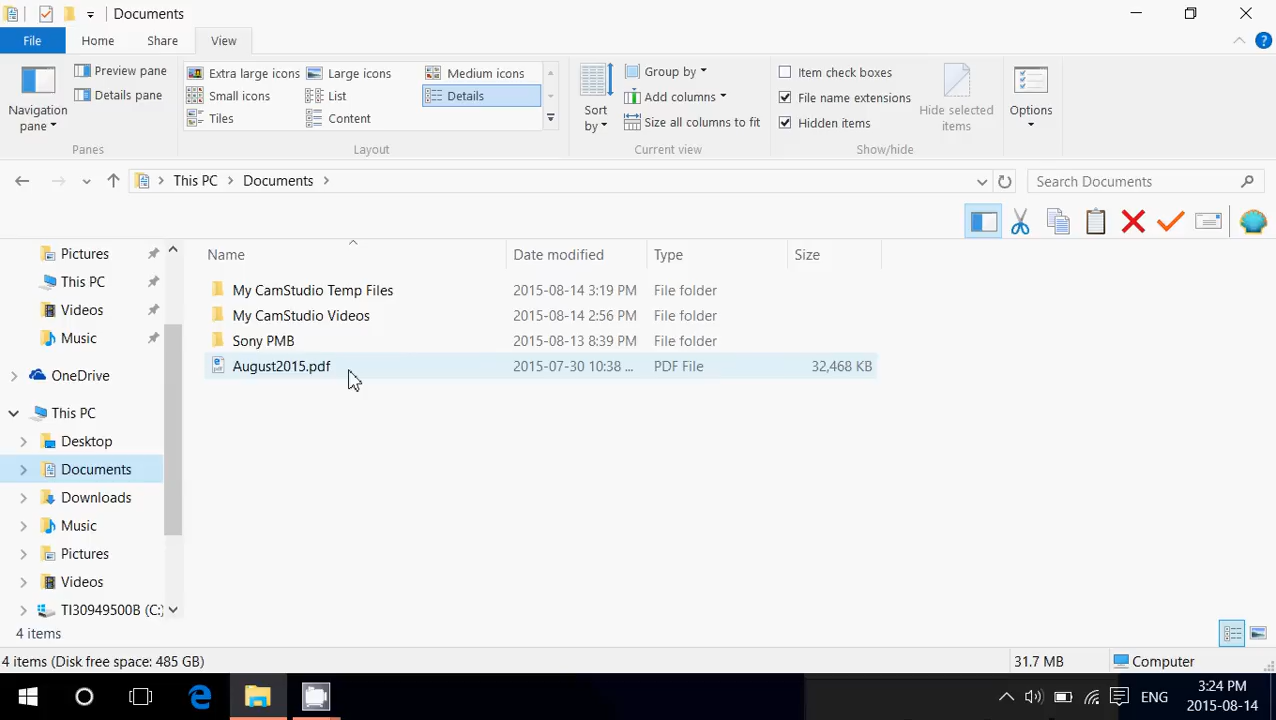 Documents
File Home Share View
Navigation pane
Preview pane
Details pane
Panes
Extra large icons Large icons Medium icons
Small icons List Details
Tiles Content
Layout
Sort by
Group by
Add columns
Size all columns to fit
Current view
Item check boxes
File name extensions
Hidden items
Hide selected items
Show/hide
Options
This PC Documents
Search Documents
Name Date modified Type Size
My CamStudio Temp Files 2015-08-14 3:19 PM File folder
My CamStudio Videos 2015-08-14 2:56 PM File folder
Sony PMB 2015-08-13 8:39 PM File folder
August2015.pdf 2015-07-30 10:38 ... PDF File 32,468 KB
Pictures
This PC
Videos
Music
OneDrive
This PC
Desktop
Documents
Downloads
Music
Pictures
Videos
TI30949500B (C:)
4 items
4 items (Disk free space: 485 GB) 31.7 MB Computer
ENG
3:24 PM
2015-08-14